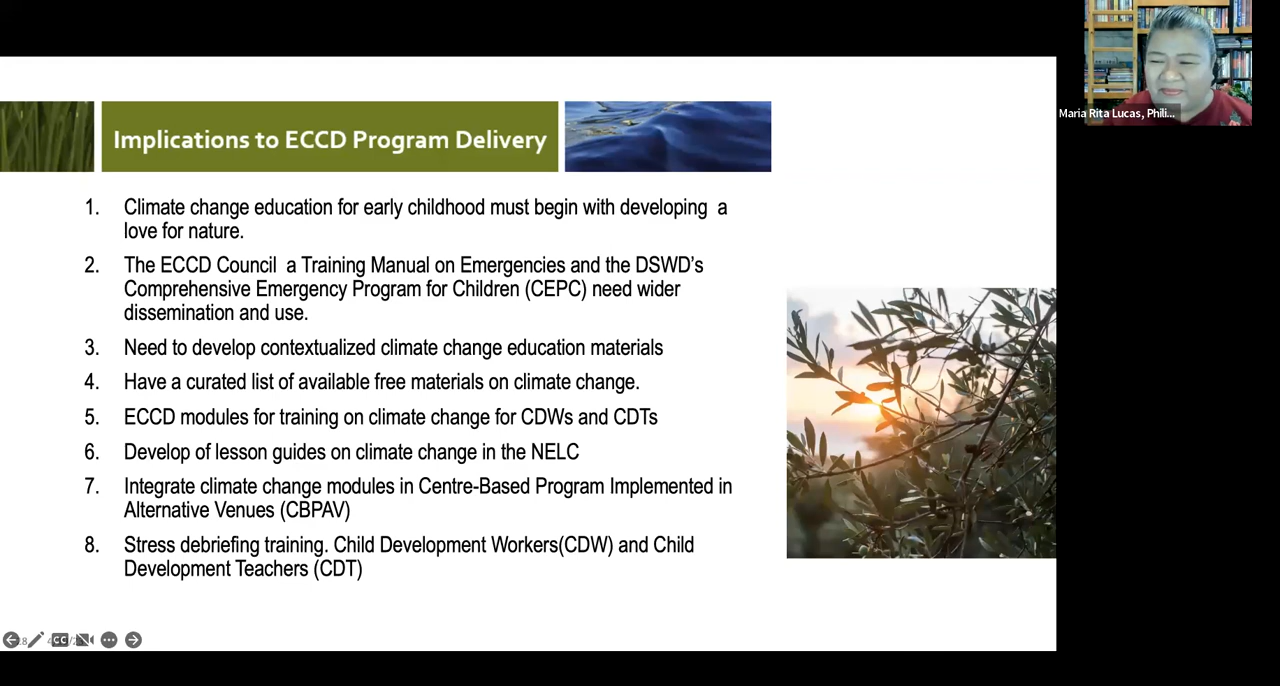 Maria Rita Lucas, Phili...
Implications to ECCD Program Delivery
1. Climate change education for early childhood must begin with developing a
love for nature.
2. The ECCD Council a Training Manual on Emergencies and the DSWD's
Comprehensive Emergency Program for Children (CEPC) need wider
dissemination and use.
3. Need to develop contextualized climate change education materials
4. Have a curated list of available free materials on climate change.
5. ECCD modules for training on climate change for CDWs and CDTs
6. Develop of lesson guides on climate change in the NELC
7. Integrate climate change modules in Centre-Based Program Implemented in
Alternative Venues (CBPAV)
8. Stress debriefing training. Child Development Workers(CDW) and Child
Development Teachers (CDT)
CC